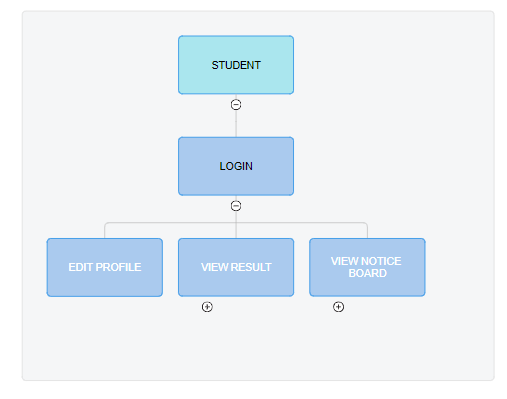 STUDENT
LOGIN
EDIT PROFILE
VIEW RESULT
VIEW NOTICE
BOARD